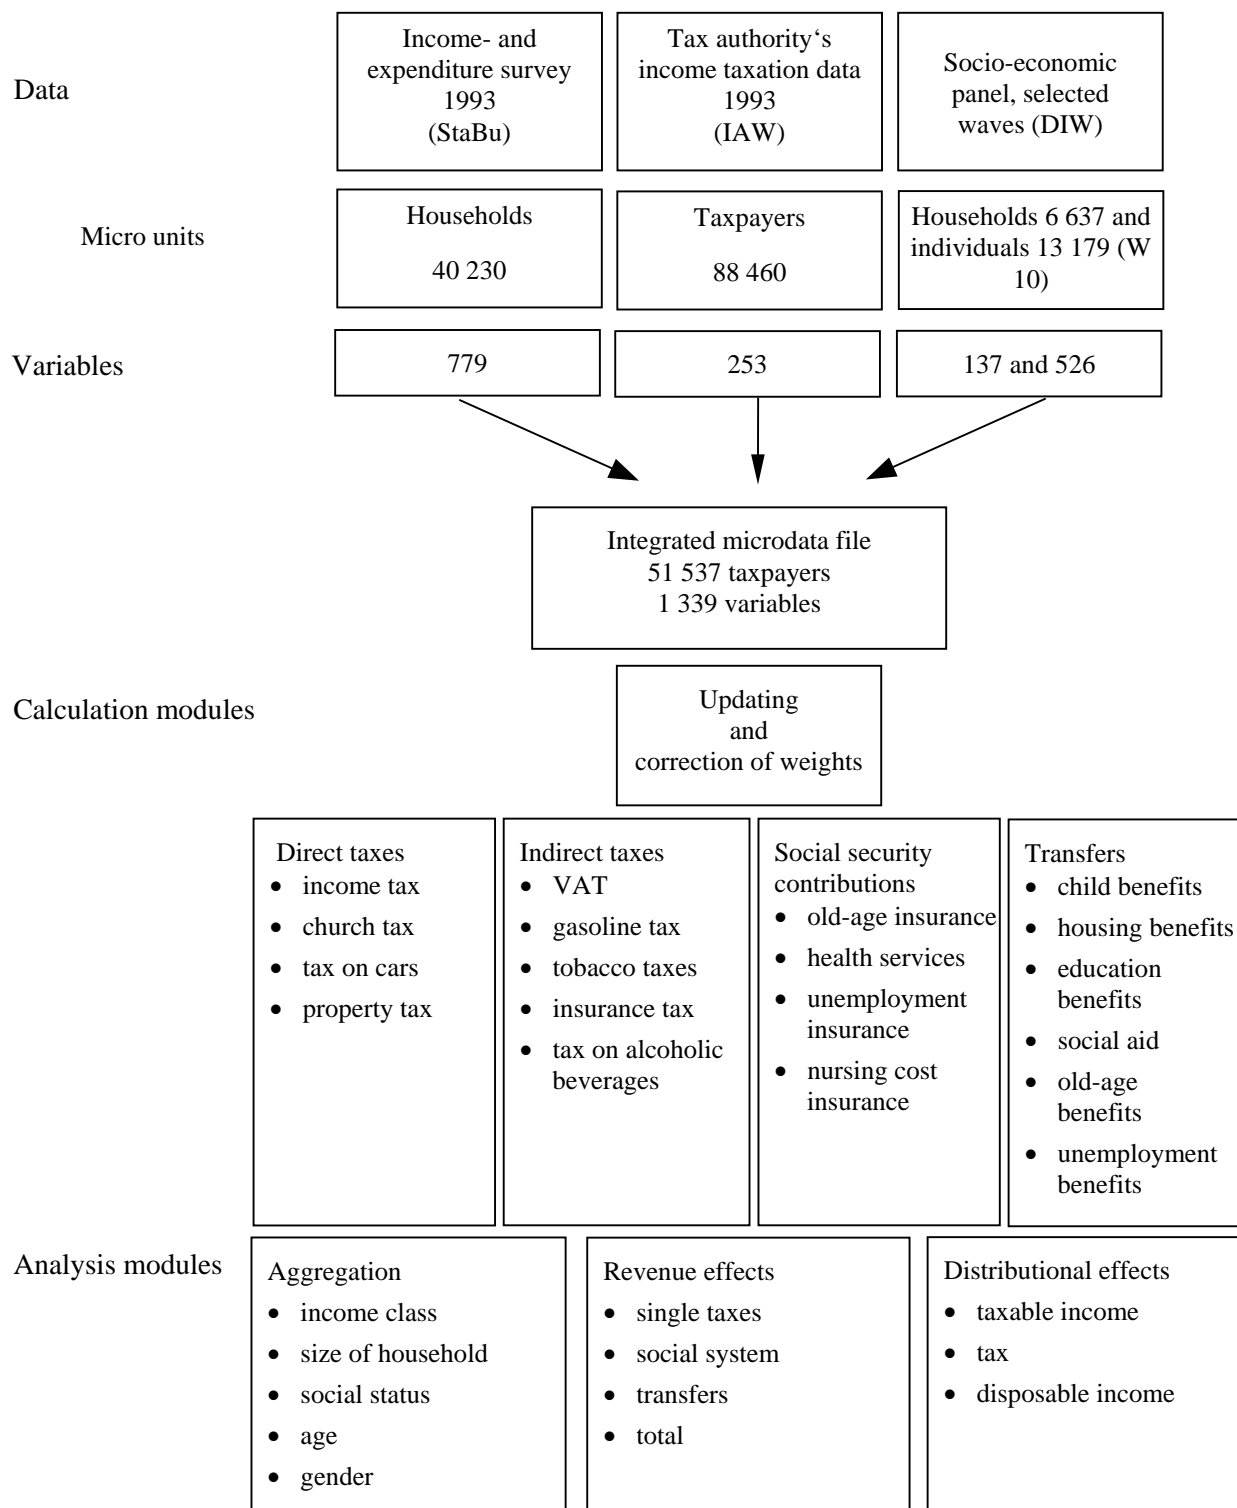 Data
Income- and
expenditure survey
1993
(StaBu)
Tax authority‘s
income taxation data
1993
(IAW)
Socio-economic
panel, selected
waves (DIW)
Micro units
Households
40 230
Taxpayers
88 460
Households 6 637 and
individuals 13 179 (W
10)
Variables
779
253
137 and 526
Integrated microdata file
51 537 taxpayers
1 339 variables
Calculation modules
Updating
and
correction of weights
Direct taxes
• income tax
• church tax
• tax on cars
• property tax
Indirect taxes
• VAT
• gasoline tax
• tobacco taxes
• insurance tax
• tax on alcoholic
beverages
Social security
contributions
• old-age insurance
• health services
• unemployment
insurance
• nursing cost
insurance
Transfers
• child benefits
• housing benefits
• education
benefits
• social aid
• old-age
benefits
• unemployment
benefits
Analysis modules
Aggregation
• income class
• size of household
• social status
• age
• gender
Revenue effects
• single taxes
• social system
• transfers
• total
Distributional effects
• taxable income
• tax
• disposable income